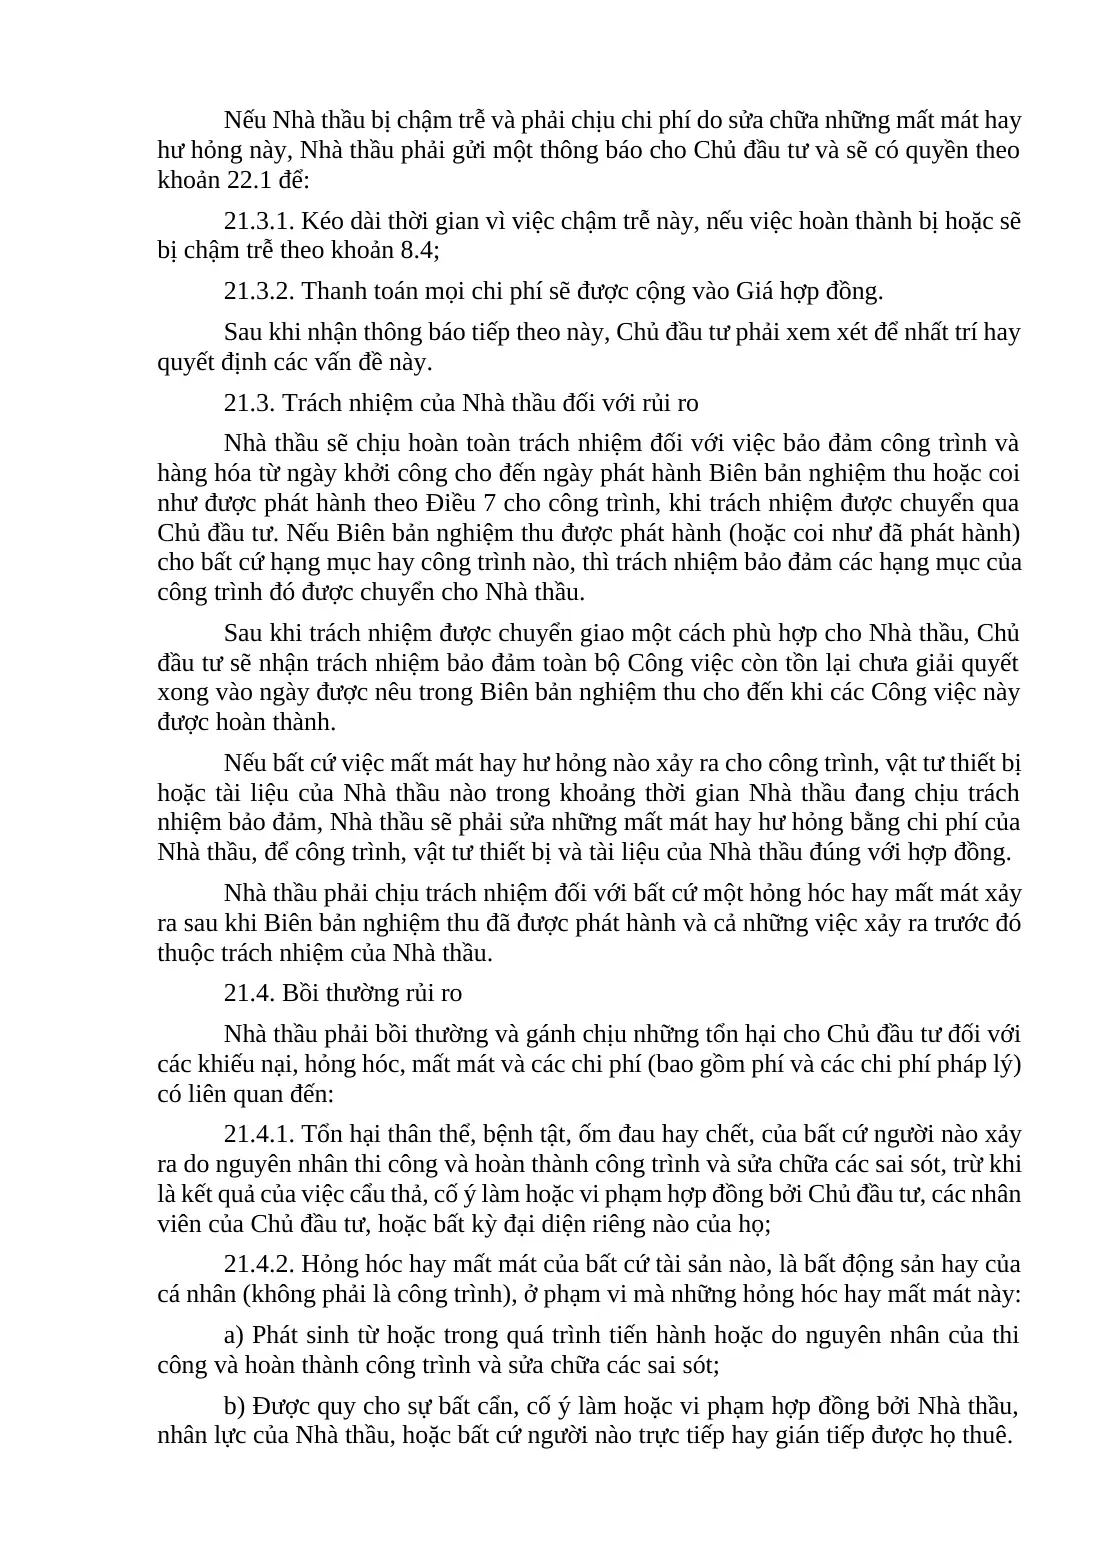 Nếu Nhà thầu bị chậm trễ và phải chịu chi phí do sửa chữa những mất mát hay
hư hỏng này, Nhà thầu phải gửi một thông báo cho Chủ đầu tư và sẽ có quyền theo
khoản 22.1 để:
21.3.1. Kéo dài thời gian vì việc chậm trễ này, nếu việc hoàn thành bị hoặc sẽ
bị chậm trễ theo khoản 8.4;
21.3.2. Thanh toán mọi chi phí sẽ được cộng vào Giá hợp đồng.
Sau khi nhận thông báo tiếp theo này, Chủ đầu tư phải xem xét để nhất trí hay
quyết định các vấn đề này.
21.3. Trách nhiệm của Nhà thầu đối với rủi ro
Nhà thầu sẽ chịu hoàn toàn trách nhiệm đối với việc bảo đảm công trình và
hàng hóa từ ngày khởi công cho đến ngày phát hành Biên bản nghiệm thu hoặc coi
như được phát hành theo Điều 7 cho công trình, khi trách nhiệm được chuyển qua
Chủ đầu tư. Nếu Biên bản nghiệm thu được phát hành (hoặc coi như đã phát hành)
cho bất cứ hạng mục hay công trình nào, thì trách nhiệm bảo đảm các hạng mục của
công trình đó được chuyển cho Nhà thầu.
Sau khi trách nhiệm được chuyển giao một cách phù hợp cho Nhà thầu, Chủ
đầu tư sẽ nhận trách nhiệm bảo đảm toàn bộ Công việc còn tồn lại chưa giải quyết
xong vào ngày được nêu trong Biên bản nghiệm thu cho đến khi các Công việc này
được hoàn thành.
Nếu bất cứ việc mất mát hay hư hỏng nào xảy ra cho công trình, vật tư thiết bị
hoặc tài liệu của Nhà thầu nào trong khoảng thời gian Nhà thầu đang chịu trách
nhiệm bảo đảm, Nhà thầu sẽ phải sửa những mất mát hay hư hỏng bằng chi phí của
Nhà thầu, để công trình, vật tư thiết bị và tài liệu của Nhà thầu đúng với hợp đồng.
Nhà thầu phải chịu trách nhiệm đối với bất cứ một hỏng hóc hay mất mát xảy
ra sau khi Biên bản nghiệm thu đã được phát hành và cả những việc xảy ra trước đó
thuộc trách nhiệm của Nhà thầu.
21.4. Bồi thường rủi ro
Nhà thầu phải bồi thường và gánh chịu những tổn hại cho Chủ đầu tư đối với
các khiếu nại, hỏng hóc, mất mát và các chi phí (bao gồm phí và các chi phí pháp lý)
có liên quan đến:
21.4.1. Tổn hại thân thể, bệnh tật, ốm đau hay chết, của bất cứ người nào xảy
ra do nguyên nhân thi công và hoàn thành công trình và sửa chữa các sai sót, trừ khi
là kết quả của việc cẩu thả, cố ý làm hoặc vi phạm hợp đồng bởi Chủ đầu tư, các nhân
viên của Chủ đầu tư, hoặc bất kỳ đại diện riêng nào của họ;
21.4.2. Hỏng hóc hay mất mát của bất cứ tài sản nào, là bất động sản hay của
cá nhân (không phải là công trình), ở phạm vi mà những hỏng hóc hay mất mát này:
a) Phát sinh từ hoặc trong quá trình tiến hành hoặc do nguyên nhân của thi
công và hoàn thành công trình và sửa chữa các sai sót;
b) Được quy cho sự bất cẩn, cố ý làm hoặc vi phạm hợp đồng bởi Nhà thầu,
nhân lực của Nhà thầu, hoặc bất cứ người nào trực tiếp hay gián tiếp được họ thuê.